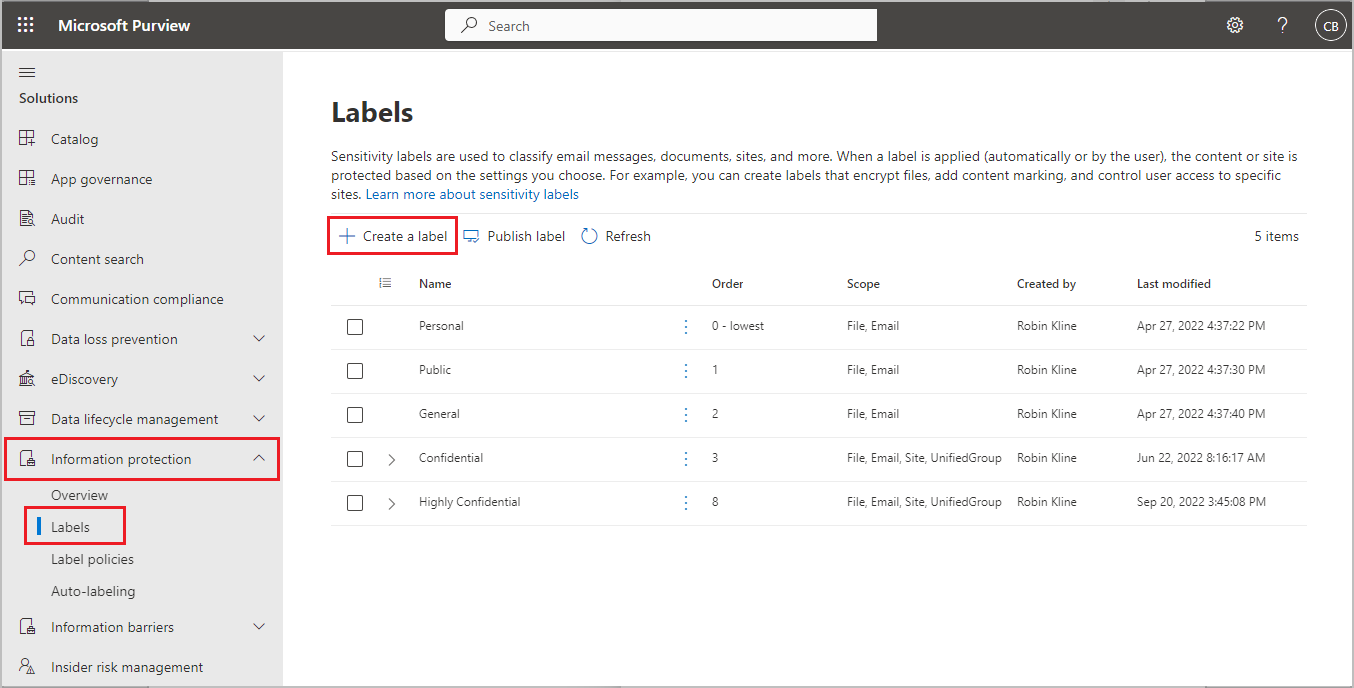 Microsoft Purview
Search
CB
Solutions
Catalog
App governance
Audit
Content search
Communication compliance
Data loss prevention
eDiscovery
Data lifecycle management
Information protection
Overview
Labels
Label policies
Auto-labeling
Information barriers
Insider risk management
Labels
Sensitivity labels are used to classify email messages, documents, sites, and more. When a label is applied (automatically or by the user), the content or site is
protected based on the settings you choose. For example, you can create labels that encrypt files, add content marking, and control user access to specific
sites. Learn more about sensitivity labels
Create a label Publish label Refresh 5 items
Name Order Scope Created by Last modified
Personal 0 - lowest File, Email Robin Kline Apr 27, 2022 4:37:22 PM
Public 1 File, Email Robin Kline Apr 27, 2022 4:37:30 PM
General 2 File, Email Robin Kline Apr 27, 2022 4:37:40 PM
Confidential 3 File, Email, Site, UnifiedGroup Robin Kline Jun 22, 2022 8:16:17 AM
Highly Confidential 8 File, Email, Site, UnifiedGroup Robin Kline Sep 20, 2022 3:45:08 PM